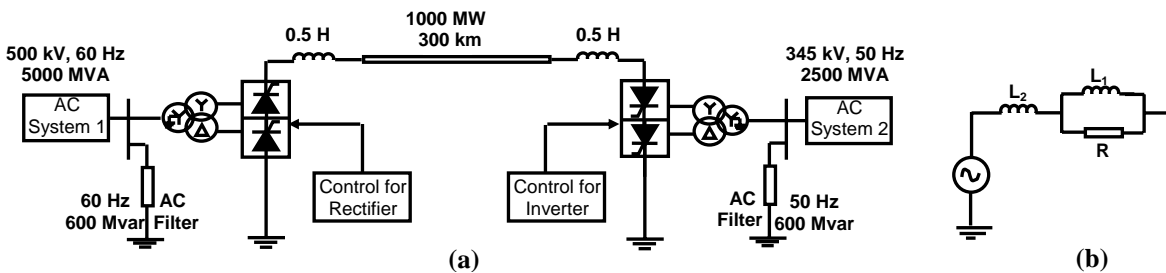 500 kV, 60 Hz
5000 MVA
AC
System 1
60 Hz
600 Mvar
AC
Filter
0.5 H
1000 MW
300 km
0.5 H
Control for
Rectifier
Control for
Inverter
345 kV, 50 Hz
2500 MVA
AC
System 2
AC
Filter
50 Hz
600 Mvar
(a)
L2
L1
R
(b)